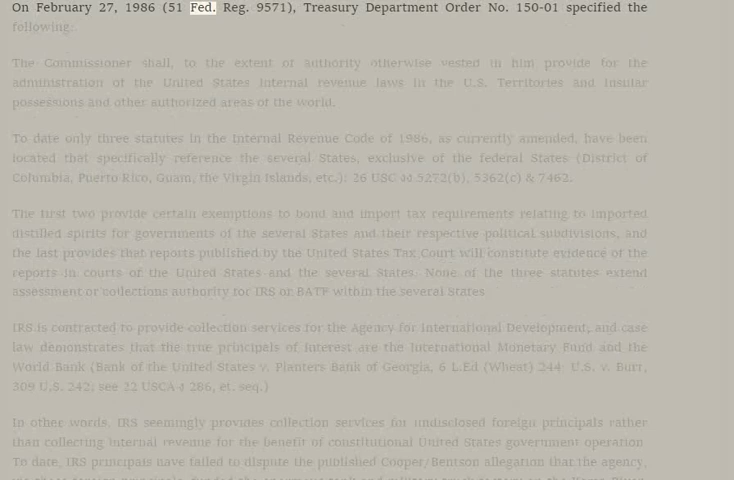 On February 27, 1986 (51 Fed. Reg. 9571), Treasury Department Order No. 150-01 specified the
following:
The Commissioner shall, to the extent of authority otherwise vested in him provide for the
administration of the United States internal revenue laws in the U.S. Territories and insular
possessions and other authorized areas of the world.
To date only three statutes in the Internal Revenue Code of 1986, as currently amended, have been
located that specifically reference the several States, exclusive of the federal States (District of
Columbia, Puerto Rico, Guam, the Virgin Islands, etc.): 26 USC §§ 5272(b), 5362(c) & 7462.
The first two provide certain exemptions to bond and import tax requirements relating to imported
distilled spirits for governments of the several States and their respective political subdivisions, and
the last provides that reports published by the United States Tax Court will constitute evidence of the
reports in courts of the United States and the several States. None of the three statutes extend
assessment or collections authority for IRS or BATF within the several States
IRS is contracted to provide collection services for the Agency for International Development, and case
law demonstrates that the true principals of interest are the International Monetary Fund and the
World Bank (Bank of the United States v. Planters Bank of Georgia, 6 L.Ed (Wheat) 244; U.S. v. Burr,
309 U.S. 242; see 22 USCA § 286, et. seq.)
In other words, IRS seemingly provides collection services for undisclosed foreign principals rather
than collecting internal revenue for the benefit of constitutional United States government operation
To date, IRS principals have failed to dispute the published Cooper/Bentson allegation that the agency,